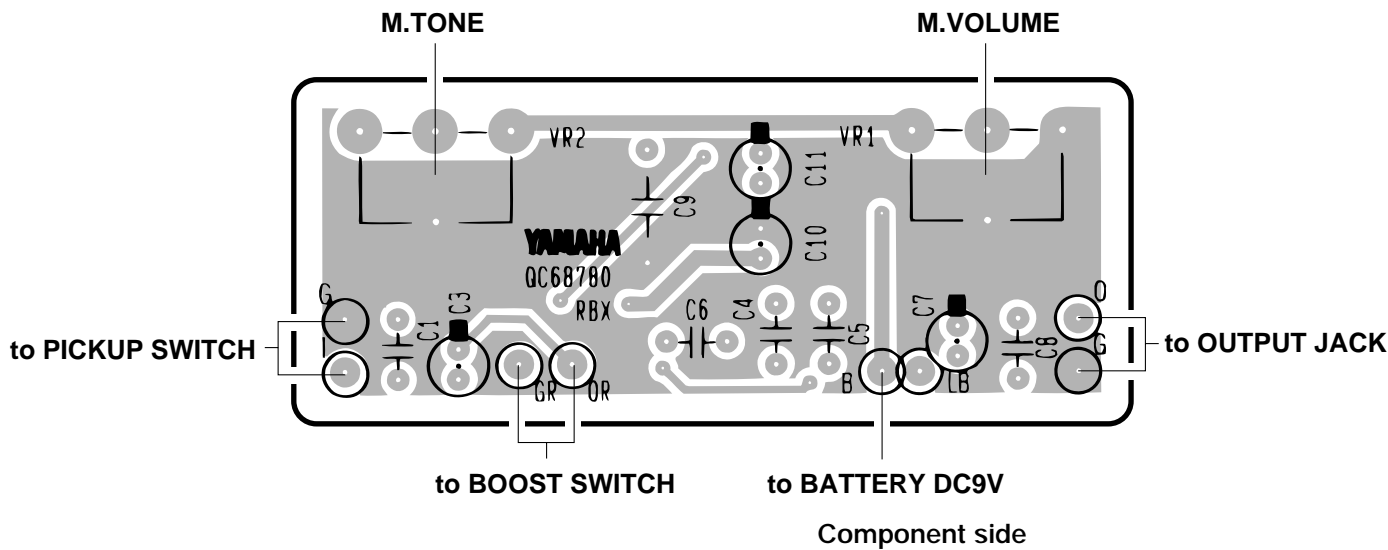 M.TONE M.VOLUME
VR2 VR1
C11
C9
C10
YAMAHA
QC68780
RBX
G C3 C6 C4 C7 O
I C1 C5 C8 G
to PICKUP SWITCH to OUTPUT JACK
GR OR B LB
to BOOST SWITCH to BATTERY DC9V
Component side